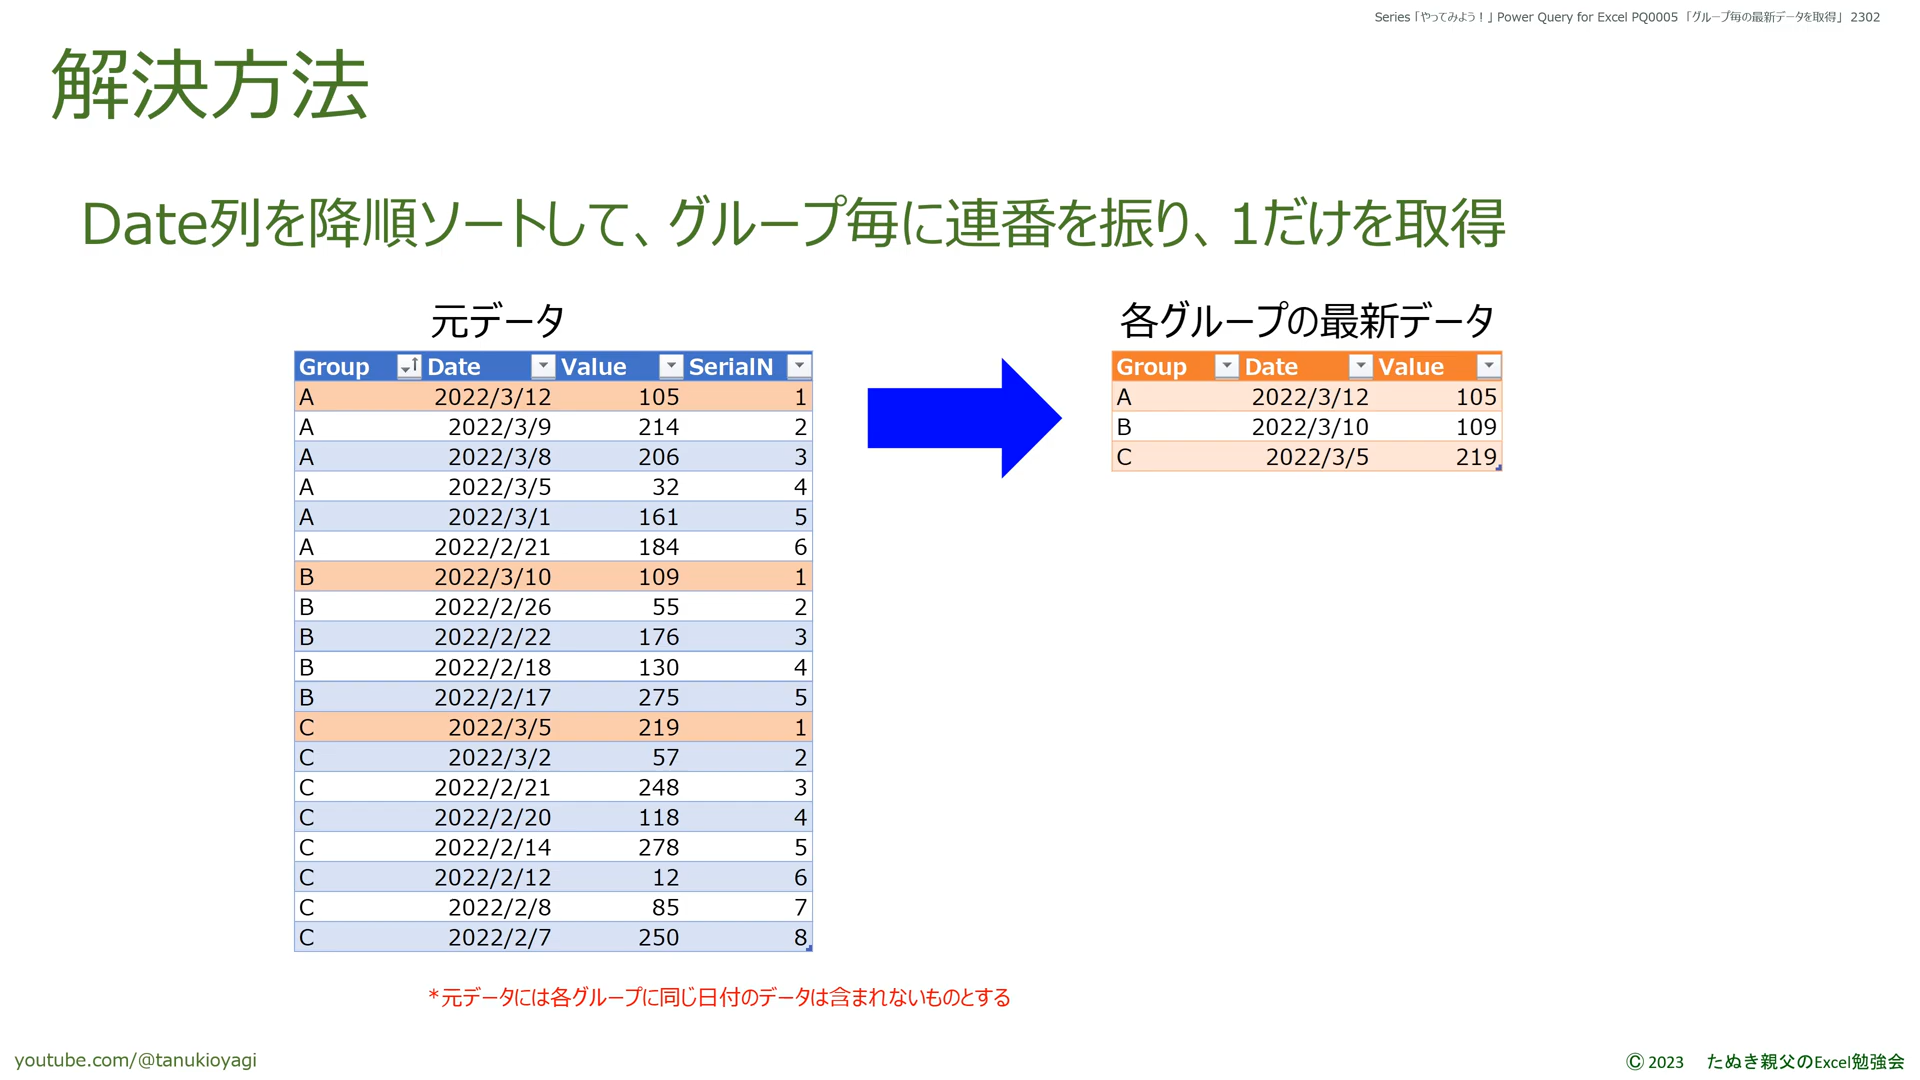 Series「やってみよう！」Power Query for Excel PQ0005「グループ毎の最新データを取得」 2302
解決方法
Date列を降順ソートして、グループ毎に連番を振り、1だけを取得
元データ
Group Date Value SerialN
A 2022/3/12 105 1
A 2022/3/9 214 2
A 2022/3/8 206 3
A 2022/3/5 32 4
A 2022/3/1 161 5
A 2022/2/21 184 6
B 2022/3/10 109 1
B 2022/2/26 55 2
B 2022/2/22 176 3
B 2022/2/18 130 4
B 2022/2/17 275 5
C 2022/3/5 219 1
C 2022/3/2 57 2
C 2022/2/21 248 3
C 2022/2/20 118 4
C 2022/2/14 278 5
C 2022/2/12 12 6
C 2022/2/8 85 7
C 2022/2/7 250 8
各グループの最新データ
Group Date Value
A 2022/3/12 105
B 2022/3/10 109
C 2022/3/5 219
*元データには各グループに同じ日付のデータは含まれないものとする
youtube.com/@tanukioyagi
© 2023 たぬき親父のExcel勉強会